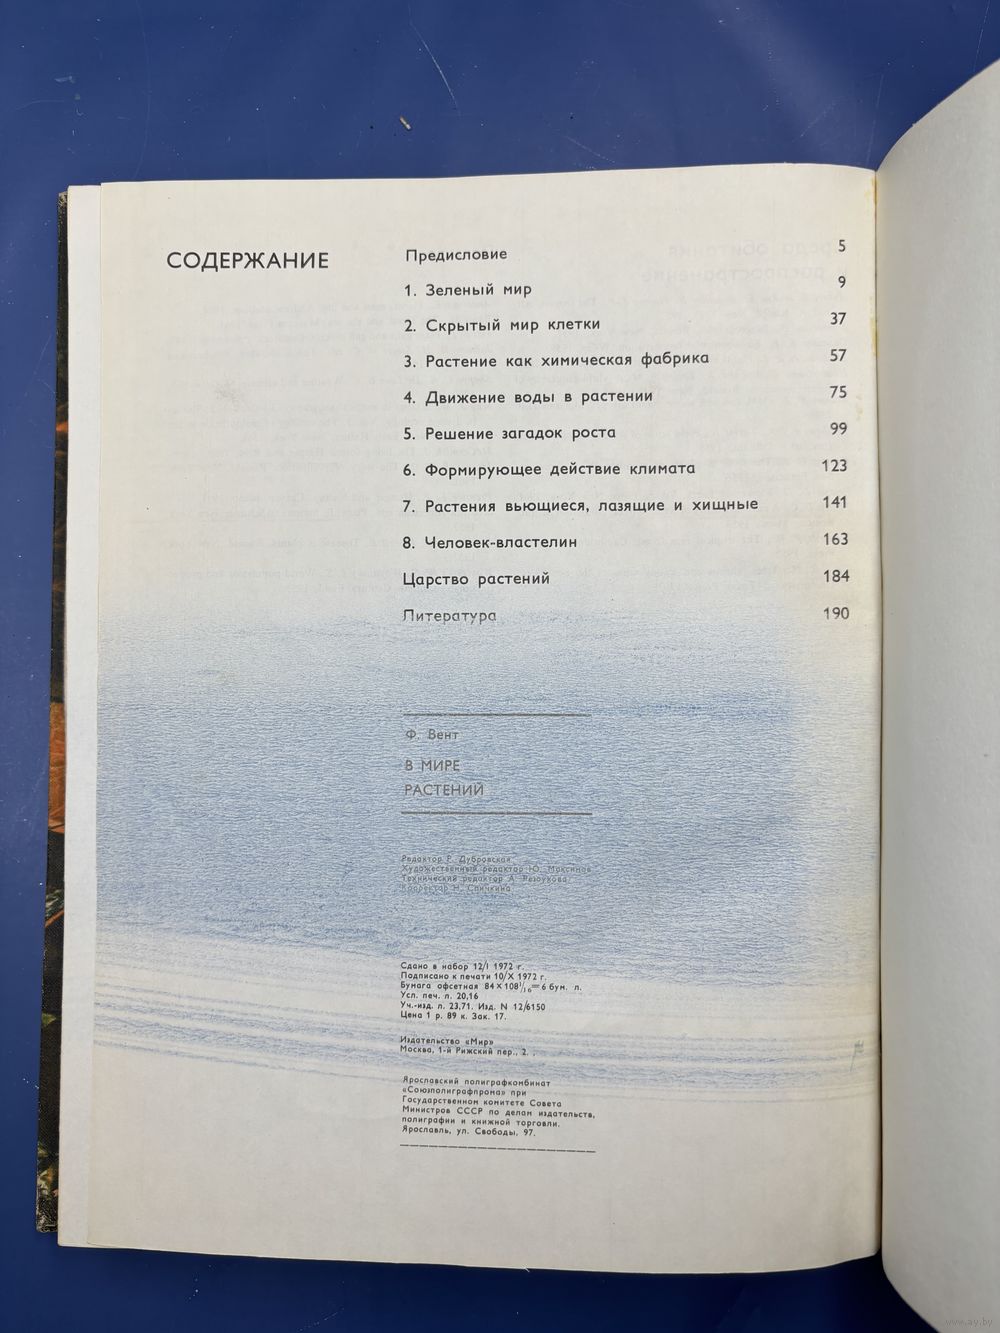 СОДЕРЖАНИЕ
Предисловие 5
1. Зеленый мир 9
2. Скрытый мир клетки 37
3. Растение как химическая фабрика 57
4. Движение воды в растении 75
5. Решение загадок роста 99
6. Формирующее действие климата 123
7. Растения вьющиеся, лазящие и хищные 141
8. Человек-властелин 163
Царство растений 184
Литература 190
Ф. Вент
В МИРЕ
РАСТЕНИЙ
Редактор Р. Дубровская
Художественный редактор Ю. Максимов
Технический редактор А. Резоухова
Корректор Н. Спичкина
Сдано в набор 12/I 1972 г.
Подписано к печати 10/X 1972 г.
Бумага офсетная 84×108¹/₁₆=6 бум. л.
Усл. печ. л. 20,16
Уч.-изд. л. 23,71. Изд. N 12/6150
Цена 1 р. 89 к. Зак. 17.
Издательство «Мир»
Москва, 1-й Рижский пер., 2.
Ярославский полиграфкомбинат
«Союзполиграфпрома» при
Государственном комитете Совета
Министров СССР по делам издательств,
полиграфии и книжной торговли.
Ярославль, ул. Свободы, 97.
www.ay.by